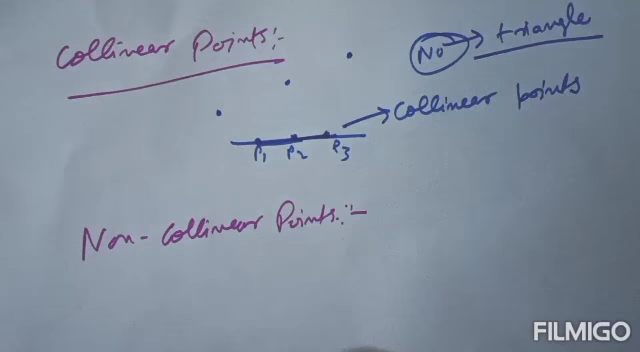 Collinear Points:-
No → triangle
Collinear points
P1 P2 P3
Non-Collinear Points:-
FILMIGO